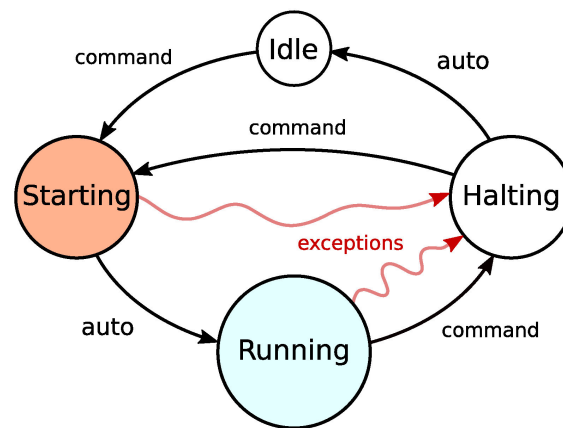 Idle
command
auto
command
Starting
Halting
exceptions
auto
Running
command